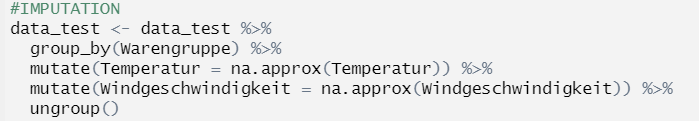 #IMPUTATION
data_test <- data_test %>%
  group_by(Warengruppe) %>%
  mutate(Temperatur = na.approx(Temperatur)) %>%
  mutate(Windgeschwindigkeit = na.approx(Windgeschwindigkeit)) %>%
  ungroup()